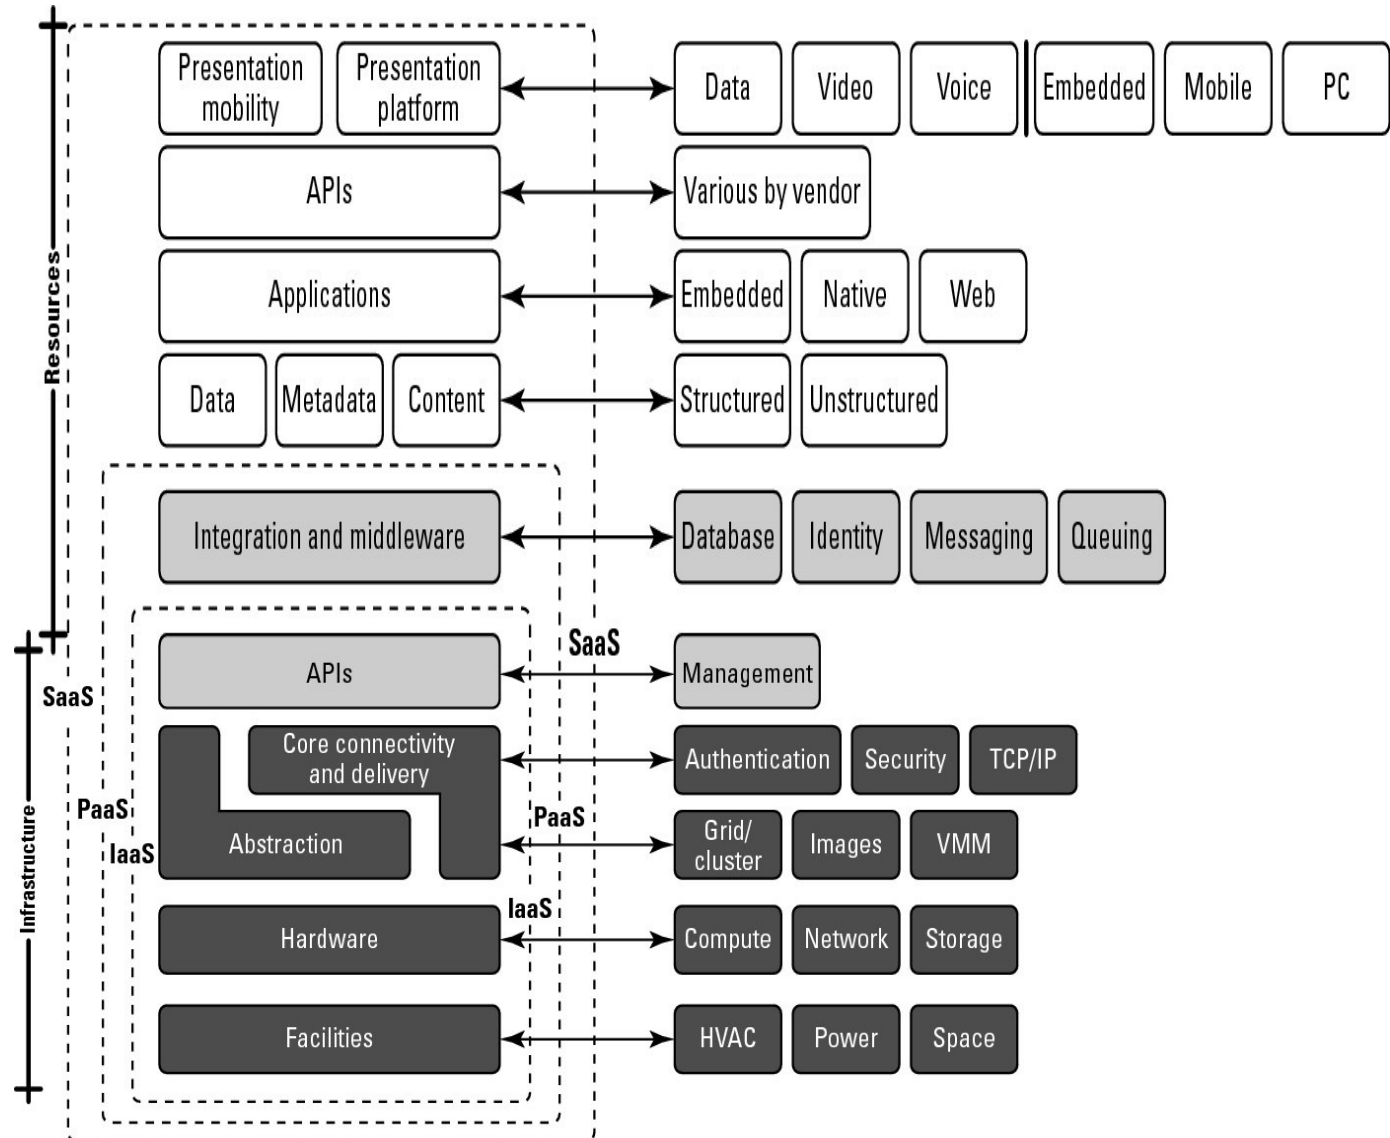 Presentation
mobility
Presentation
platform
Data
Video
Voice
Embedded
Mobile
PC
APIs
Various by vendor
Resources
Applications
Embedded
Native
Web
Data
Metadata
Content
Structured
Unstructured
Integration and middleware
Database
Identity
Messaging
Queuing
APIs
SaaS
Management
SaaS
Core connectivity
and delivery
Authentication
Security
TCP/IP
PaaS
PaaS
IaaS
Abstraction
Grid/
cluster
Images
VMM
Infrastructure
IaaS
Hardware
Compute
Network
Storage
Facilities
HVAC
Power
Space